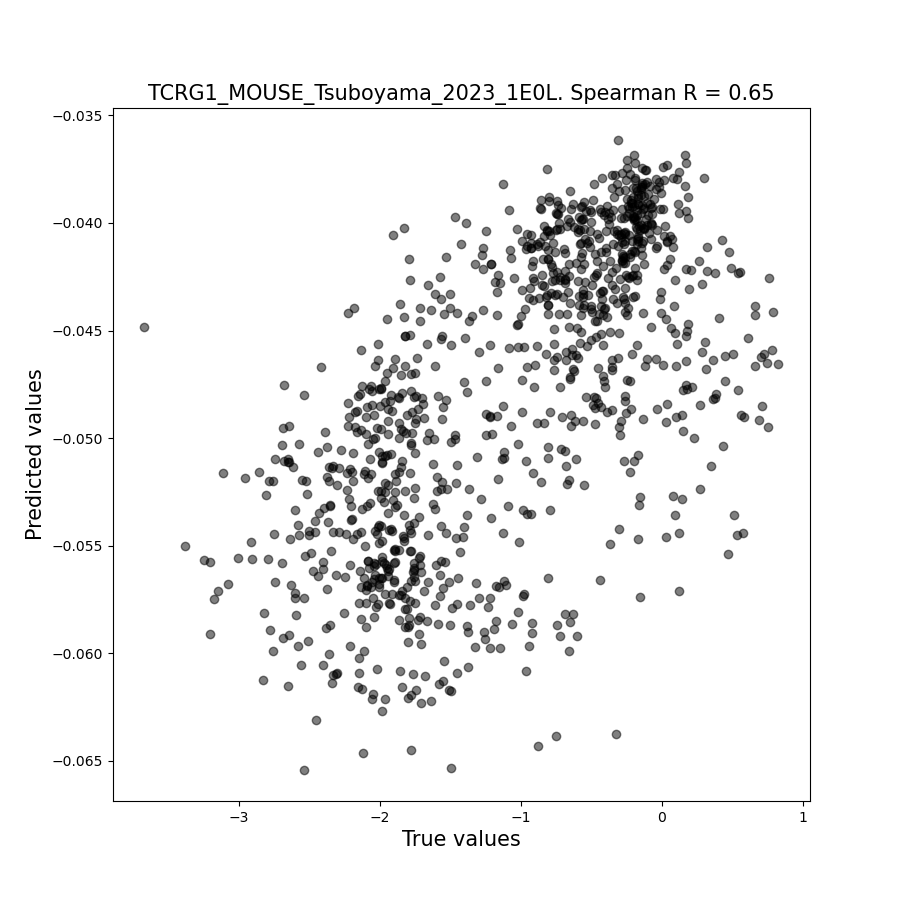 TCRG1_MOUSE_Tsuboyama_2023_1E0L. Spearman R = 0.65
−0.035
−0.040
−0.045
−0.050
−0.055
−0.060
−0.065
Predicted values
−3 −2 −1 0 1
True values